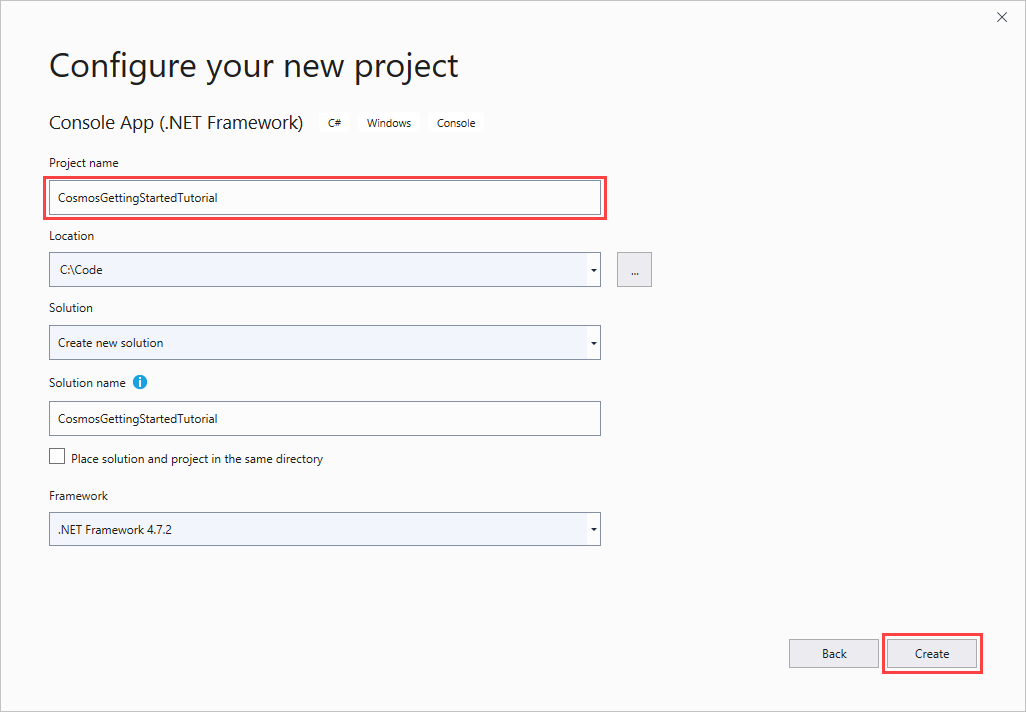 Configure your new project
Console App (.NET Framework) C# Windows Console
Project name
CosmosGettingStartedTutorial
Location
C:\Code
...
Solution
Create new solution
Solution name
CosmosGettingStartedTutorial
Place solution and project in the same directory
Framework
.NET Framework 4.7.2
Back Create